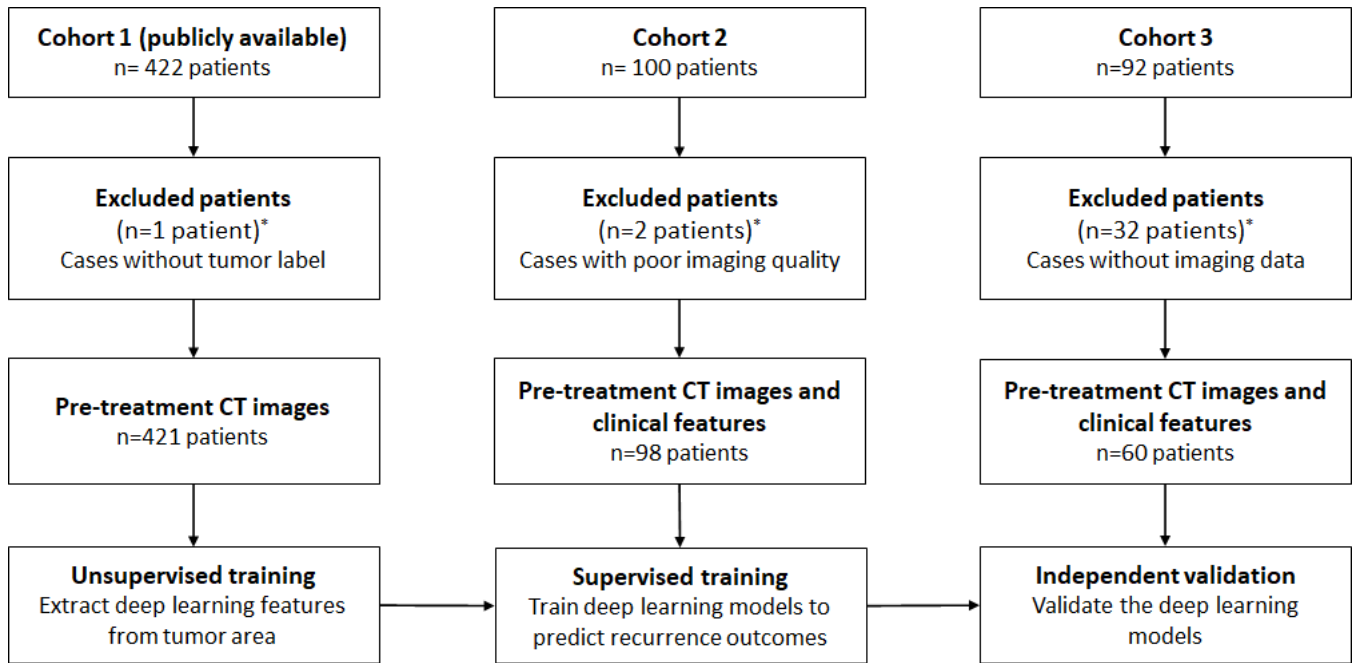 Cohort 1 (publicly available)
n= 422 patients
Excluded patients
(n=1 patient)*
Cases without tumor label
Pre-treatment CT images
n=421 patients
Unsupervised training
Extract deep learning features
from tumor area
Cohort 2
n= 100 patients
Excluded patients
(n=2 patients)*
Cases with poor imaging quality
Pre-treatment CT images and
clinical features
n=98 patients
Supervised training
Train deep learning models to
predict recurrence outcomes
Cohort 3
n=92 patients
Excluded patients
(n=32 patients)*
Cases without imaging data
Pre-treatment CT images and
clinical features
n=60 patients
Independent validation
Validate the deep learning
models